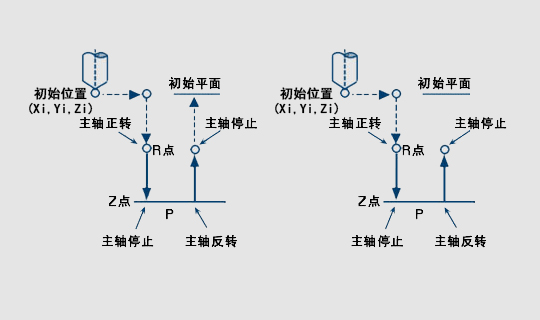 初始位置
(Xi,Yi,Zi)
初始平面
主轴正转
主轴停止
R点
Z点
P
主轴停止
主轴反转
初始位置
(Xi,Yi,Zi)
初始平面
主轴正转
主轴停止
R点
Z点
P
主轴停止
主轴反转